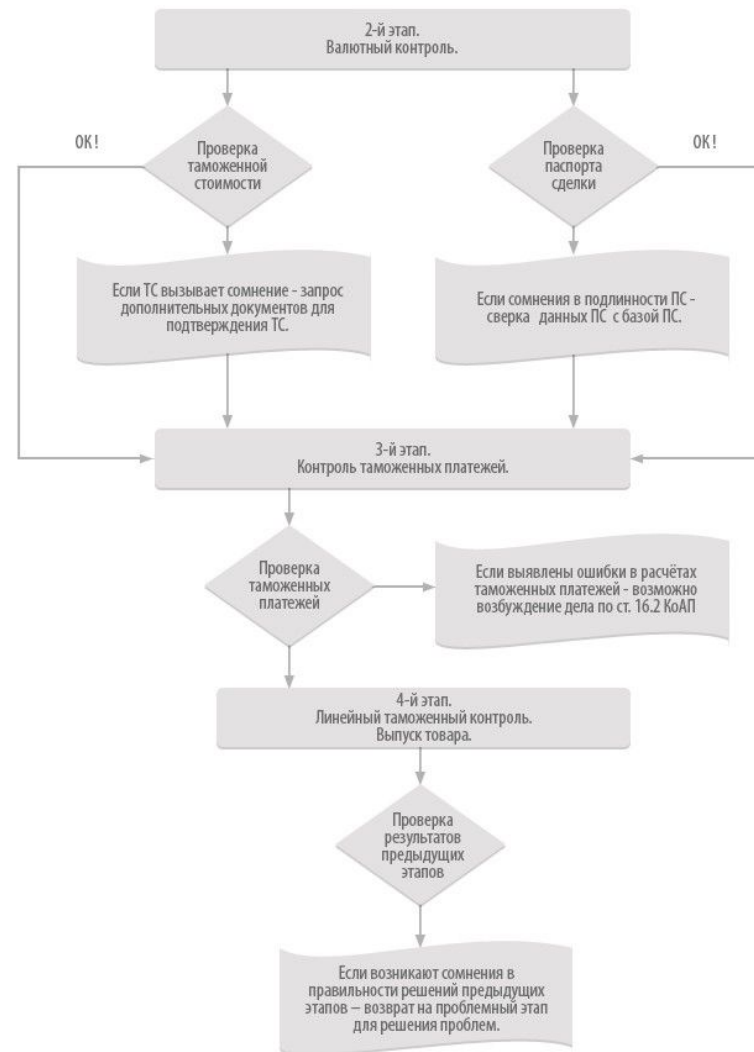 2-й этап.
Валютный контроль.
ОК!
Проверка
таможенной
стоимости
Проверка
паспорта
сделки
ОК!
Если ТС вызывает сомнение - запрос
дополнительных документов для
подтверждения ТС.
Если сомнения в подлинности ПС -
сверка данных ПС с базой ПС.
3-й этап.
Контроль таможенных платежей.
Проверка
таможенных
платежей
Если выявлены ошибки в расчётах
таможенных платежей - возможно
возбуждение дела по ст. 16.2 КоАП
4-й этап.
Линейный таможенный контроль.
Выпуск товара.
Проверка
результатов
предыдущих
этапов
Если возникают сомнения в
правильности решений предыдущих
этапов – возврат на проблемный этап
для решения проблем.